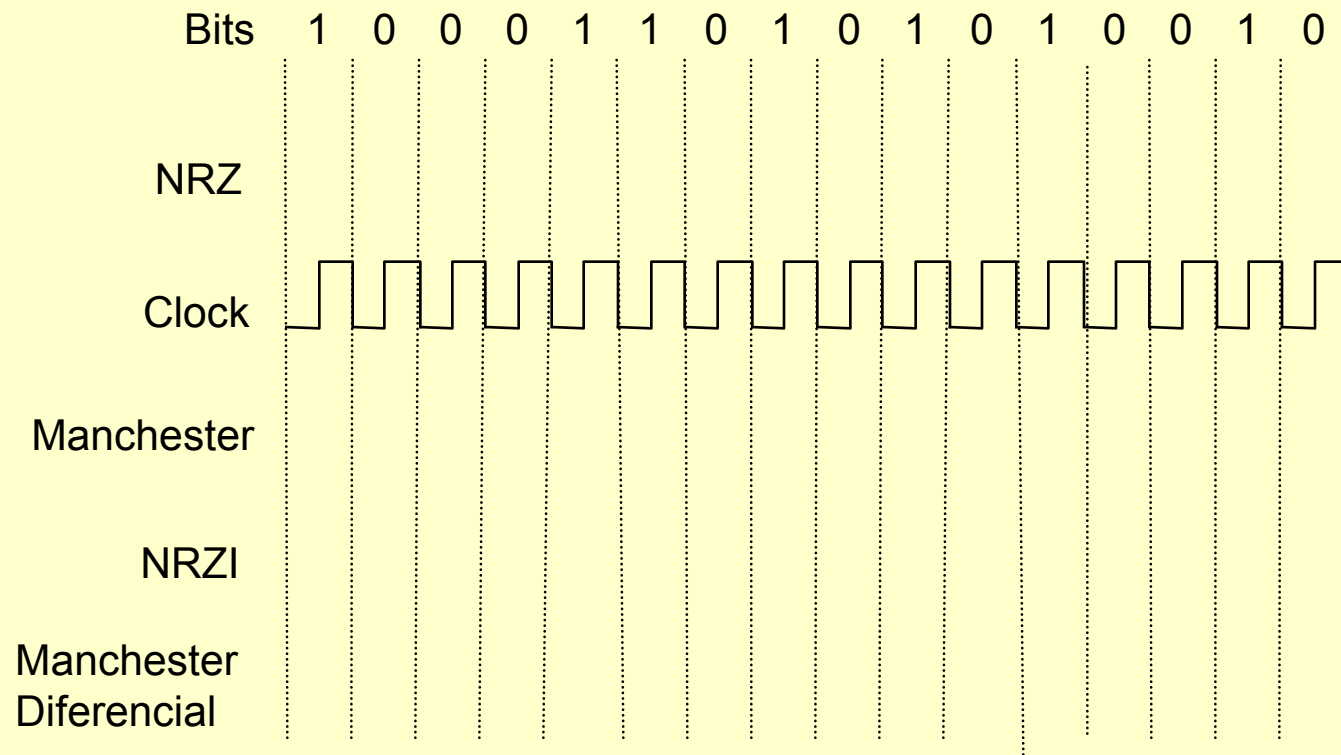 Bits 1 0 0 0 1 1 0 1 0 1 0 1 0 0 1 0
NRZ
Clock
Manchester
NRZI
Manchester
Diferencial